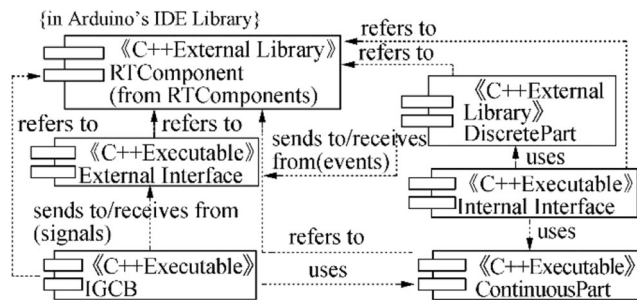 {in Arduino's IDE Library}
refers to
《C++External Library》
RTComponent
(from RTComponents)
refers to
《C++External
Library》
DiscretePart
refers to
refers to
sends to/receives
from(events)
《C++Executable》
External Interface
uses
《C++Executable》
Internal Interface
sends to/receives from
(signals)
refers to
uses
《C++Executable》
IGCB
uses
《C++Executable》
ContinuousPart